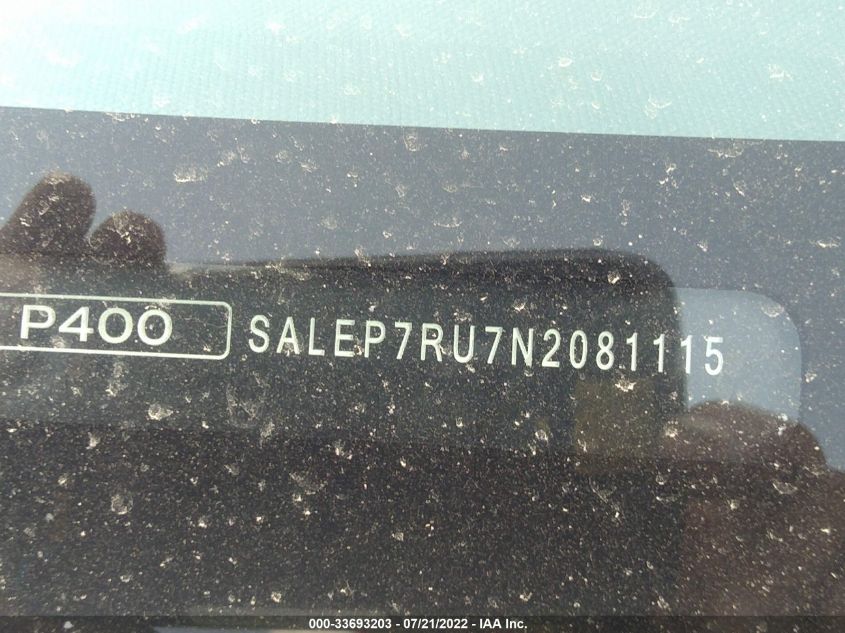 P400 SALEP7RU7N2081115
000-33693203 - 07/21/2022 - IAA Inc.